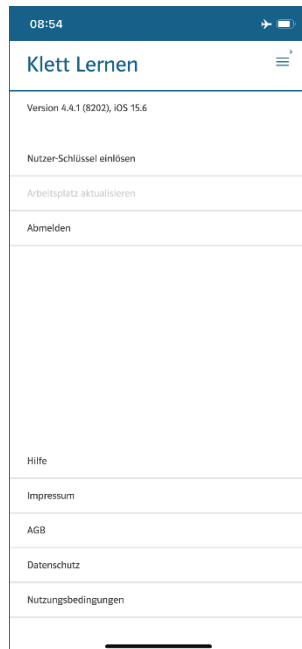 08:54
Klett Lernen
Version 4.4.1 (8202), iOS 15.6
Nutzer-Schlüssel einlösen
Arbeitsplatz aktualisieren
Abmelden
Hilfe
Impressum
AGB
Datenschutz
Nutzungsbedingungen